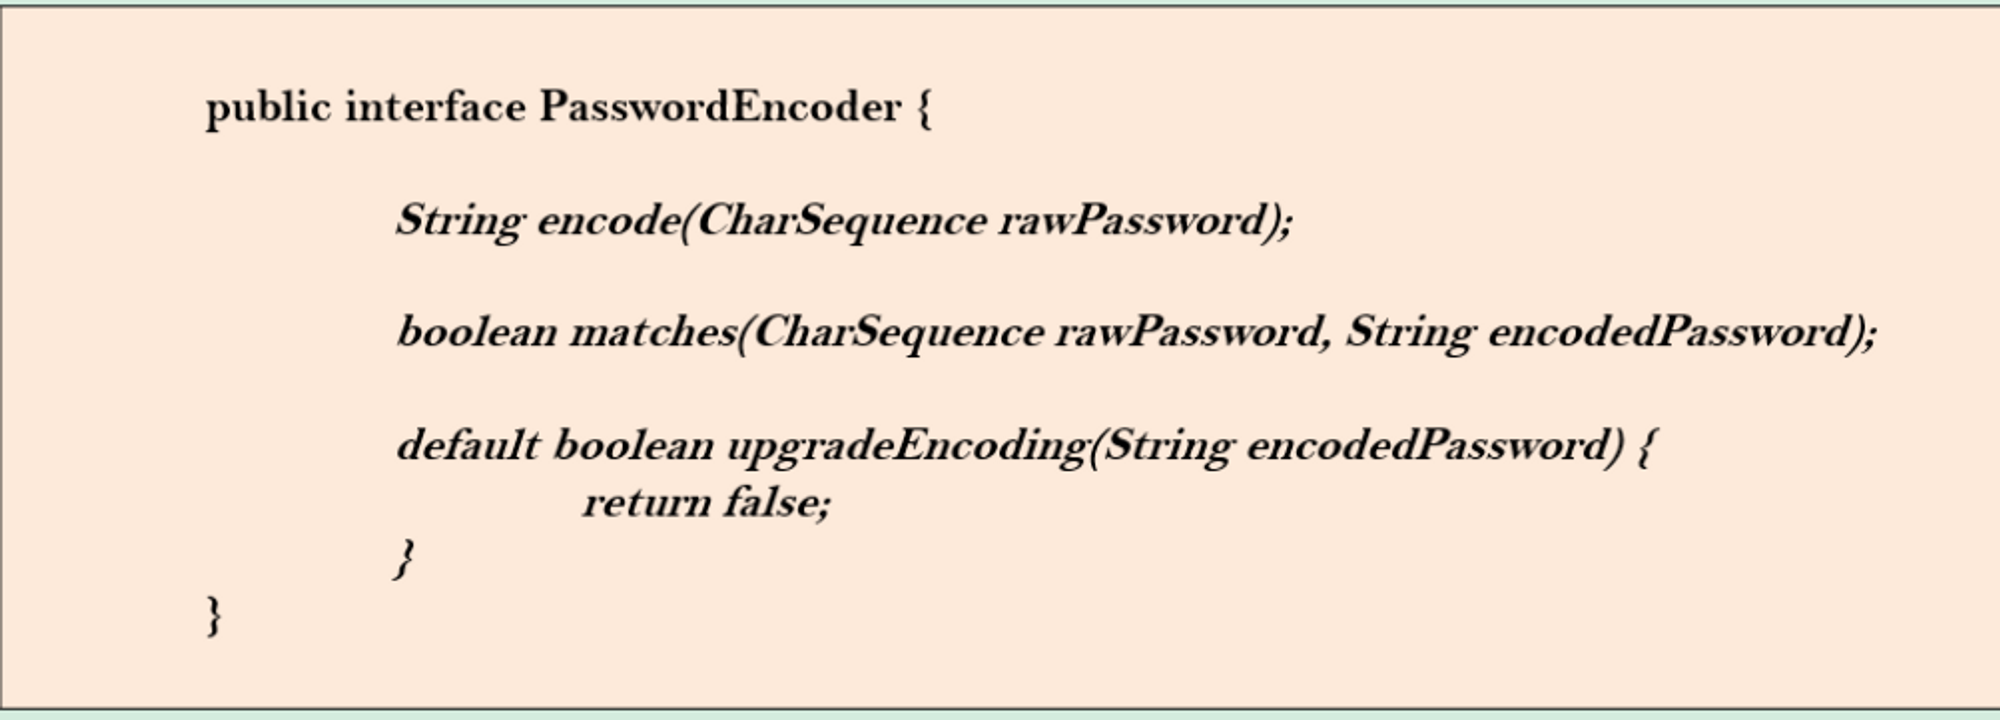 public interface PasswordEncoder {
String encode(CharSequence rawPassword);
boolean matches(CharSequence rawPassword, String encodedPassword);
default boolean upgradeEncoding(String encodedPassword) {
return false;
}
}